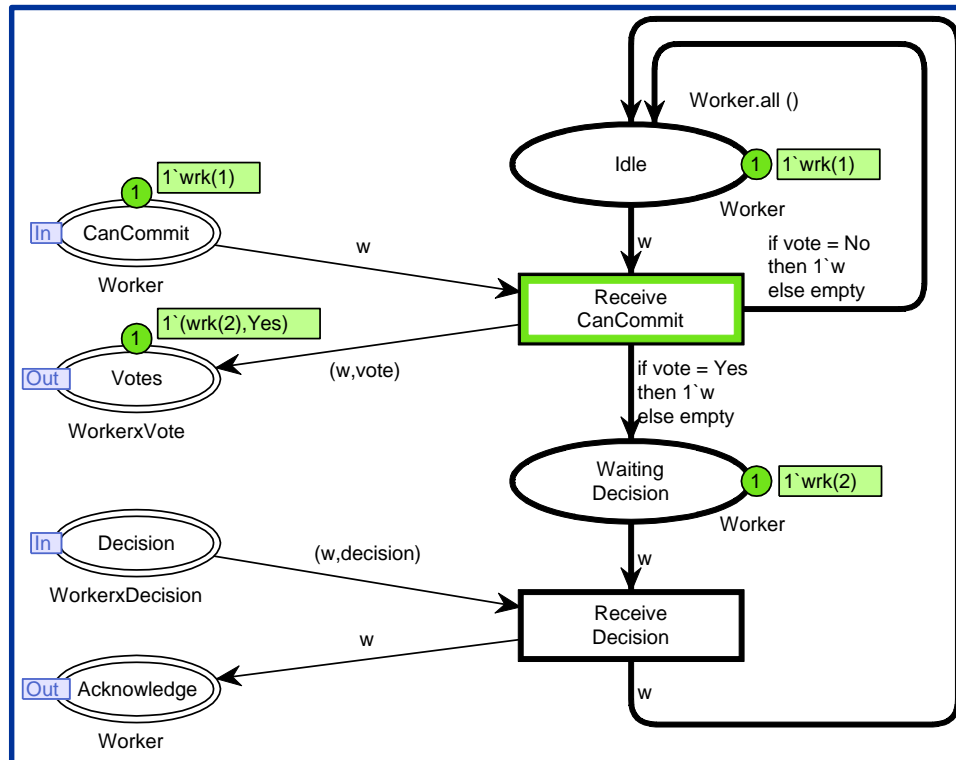 Worker.all ()
1`wrk(1)
1
Idle
1
1`wrk(1)
Worker
In
CanCommit
Worker
w
w
if vote = No
then 1`w
else empty
Receive
CanCommit
1`(wrk(2),Yes)
1
Out
Votes
WorkerxVote
(w,vote)
if vote = Yes
then 1`w
else empty
Waiting
Decision
1
1`wrk(2)
Worker
In
Decision
WorkerxDecision
(w,decision)
w
Receive
Decision
w
Out
Acknowledge
Worker
w